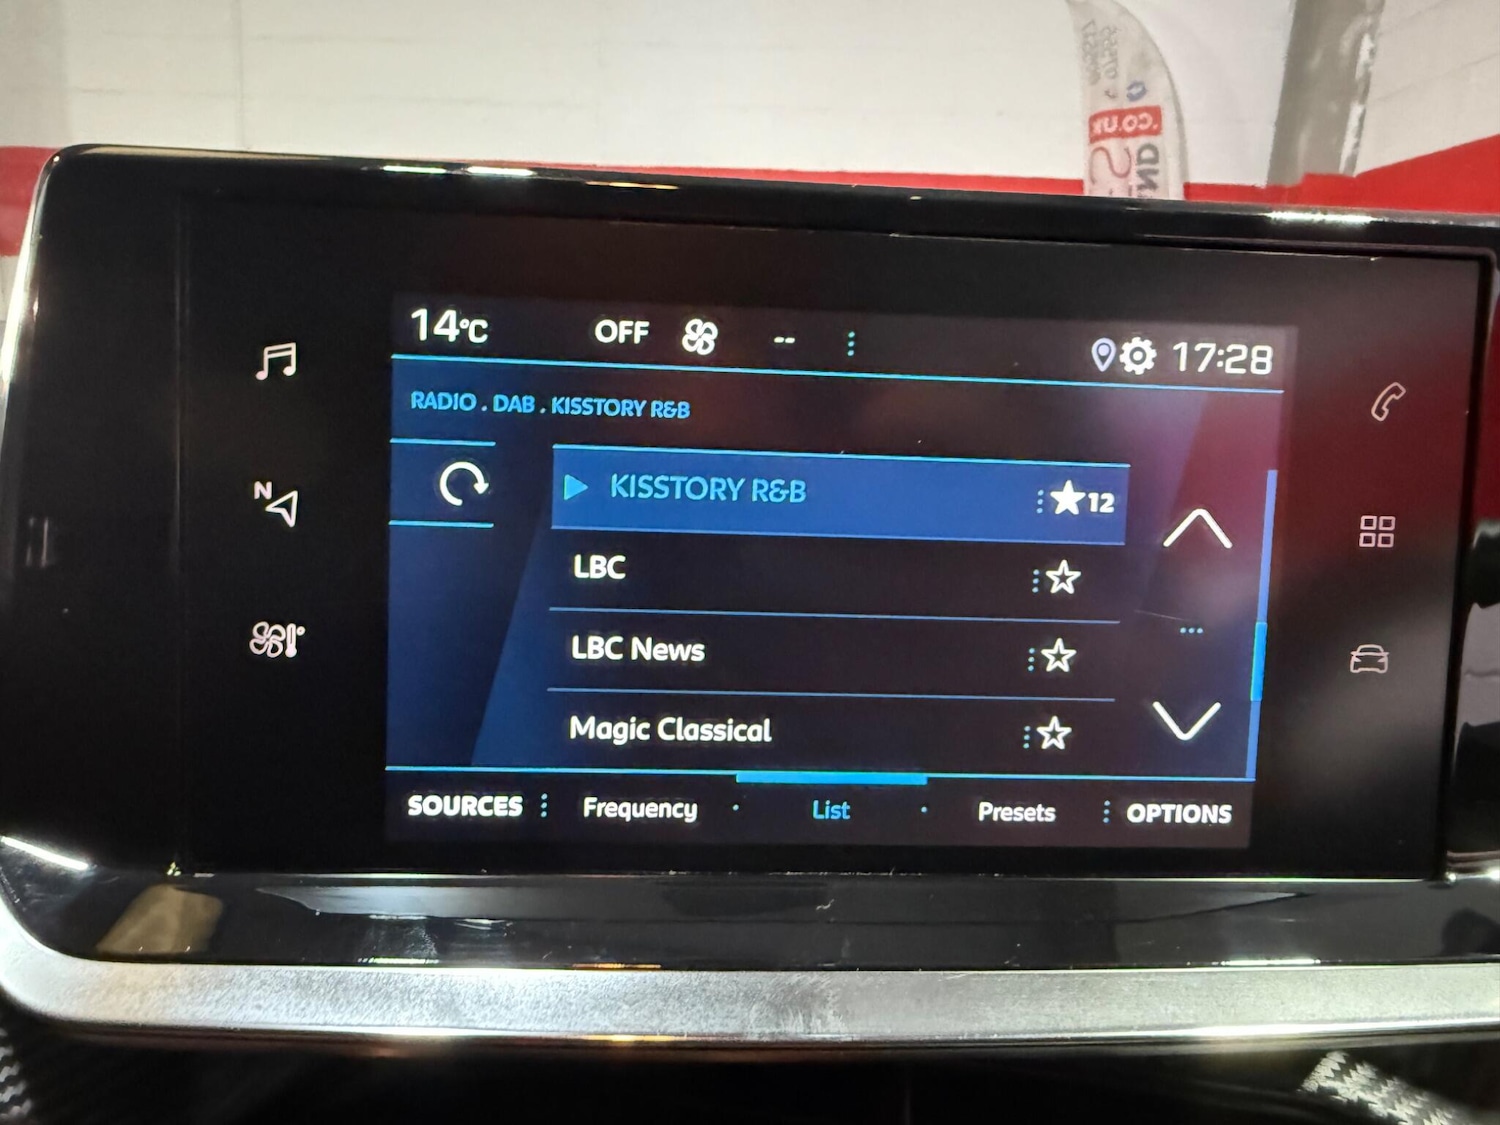 14°C OFF -- 17:28
RADIO . DAB . KISSTORY R&B
KISSTORY R&B 12
N
LBC
LBC News
Magic Classical
SOURCES Frequency List Presets OPTIONS
.CO.UK